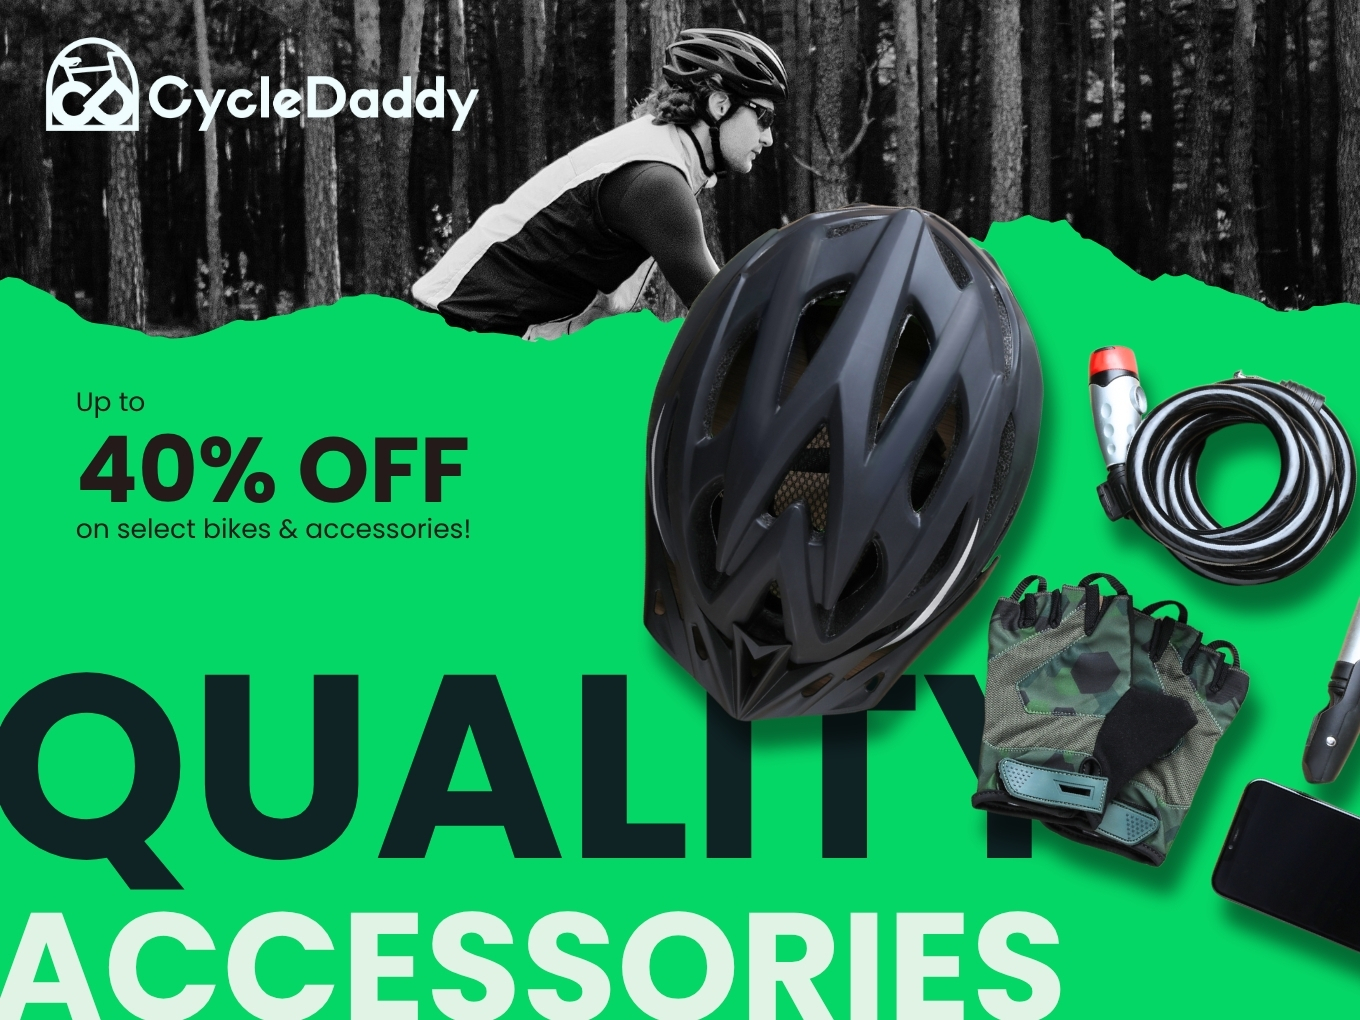 CycleDaddy
Up to
40% OFF
on select bikes & accessories!
QUALITY
ACCESSORIES